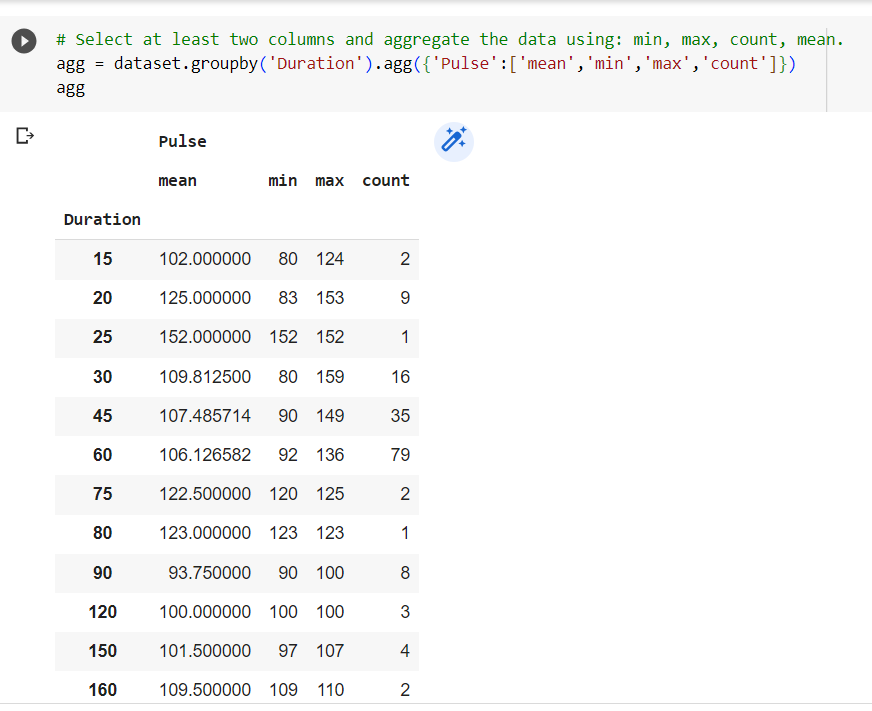 # Select at least two columns and aggregate the data using: min, max, count, mean.
agg = dataset.groupby('Duration').agg({'Pulse':['mean','min','max','count']})
agg
Pulse
mean min max count
Duration
15 102.000000 80 124 2
20 125.000000 83 153 9
25 152.000000 152 152 1
30 109.812500 80 159 16
45 107.485714 90 149 35
60 106.126582 92 136 79
75 122.500000 120 125 2
80 123.000000 123 123 1
90 93.750000 90 100 8
120 100.000000 100 100 3
150 101.500000 97 107 4
160 109.500000 109 110 2